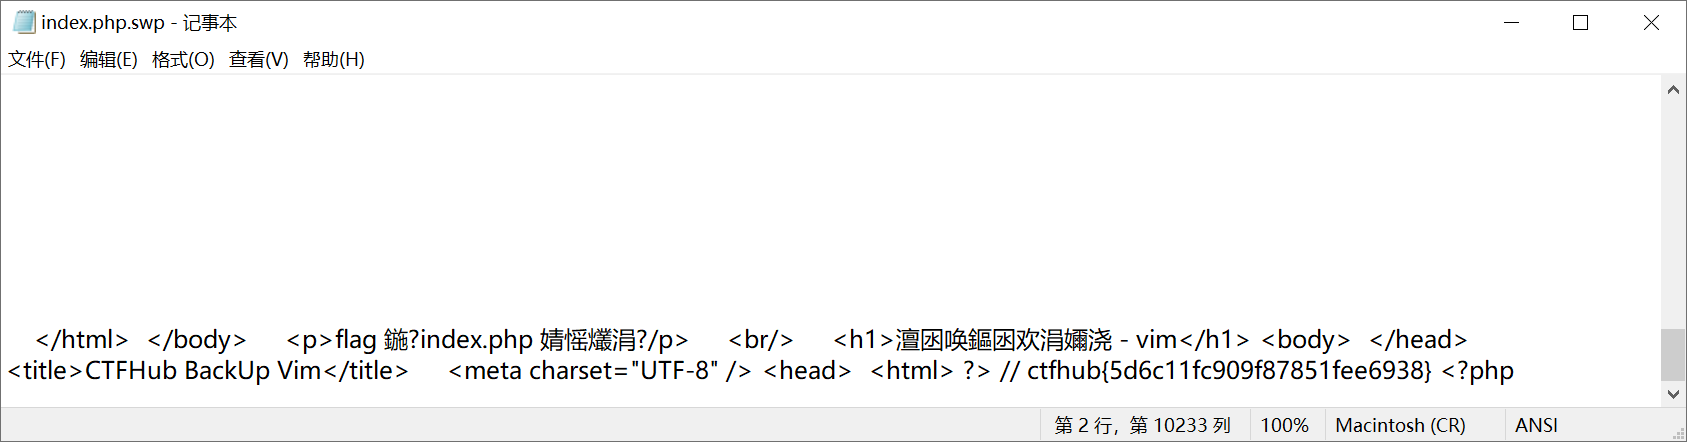 index.php.swp - 记事本
文件(F) 编辑(E) 格式(O) 查看(V) 帮助(H)
</html> </body> <p>flag 鍦?index.php 婧愮爜涓?/p> <br/> <h1>澶囦唤鏂囦欢涓嬭浇 - vim</h1> <body> </head>
<title>CTFHub BackUp Vim</title> <meta charset="UTF-8" /> <head> <html> ?> // ctfhub{5d6c11fc909f87851fee6938} <?php
第 2 行，第 10233 列 100% Macintosh (CR) ANSI